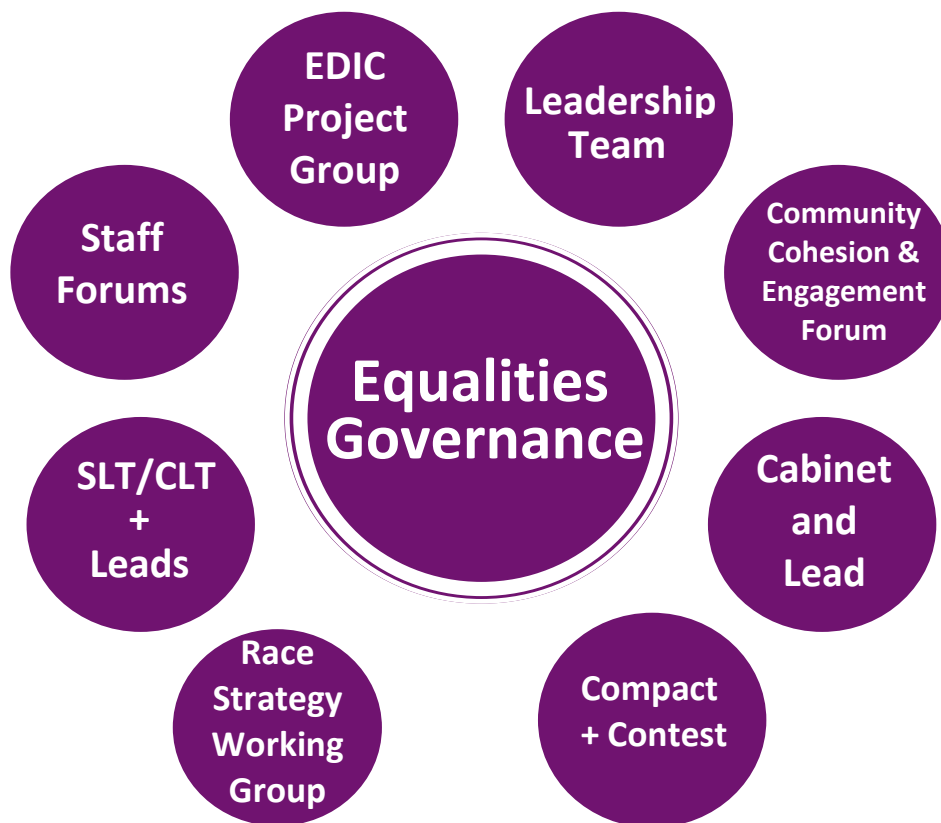 EDIC
Project
Group
Leadership
Team
Community
Cohesion &
Engagement
Forum
Staff
Forums
Equalities
Governance
SLT/CLT
+
Leads
Cabinet
and
Lead
Race
Strategy
Working
Group
Compact
+ Contest